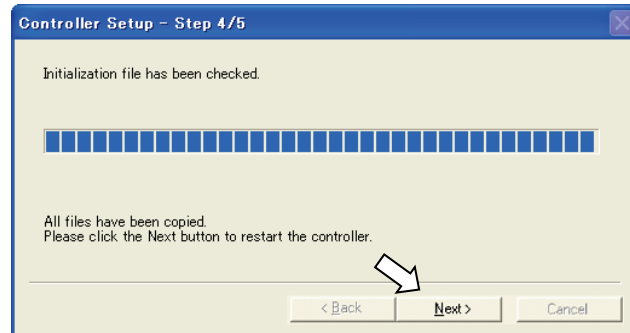 Controller Setup - Step 4/5
Initialization file has been checked.
All files have been copied.
Please click the Next button to restart the controller.
< Back
Next >
Cancel